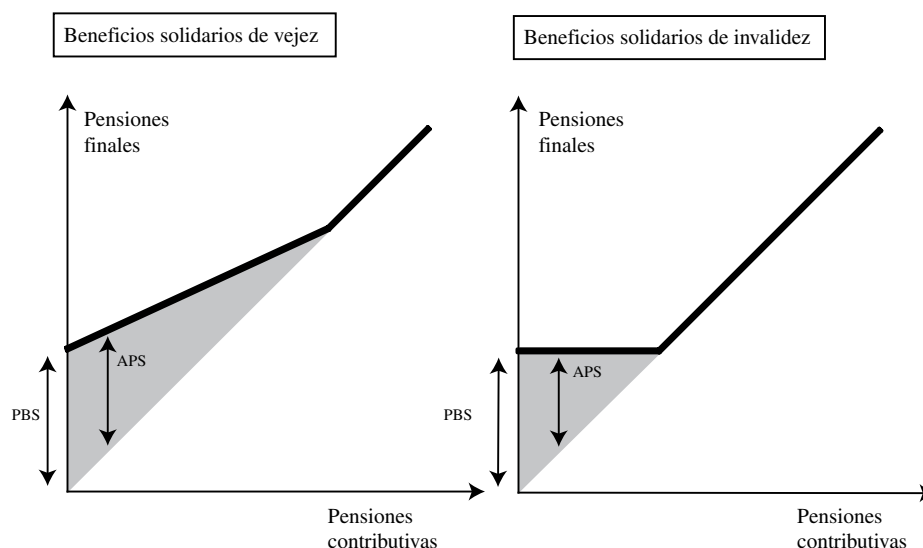 Beneficios solidarios de vejez
Pensiones
finales
APS
PBS
Pensiones
contributivas
Beneficios solidarios de invalidez
Pensiones
finales
APS
PBS
Pensiones
contributivas